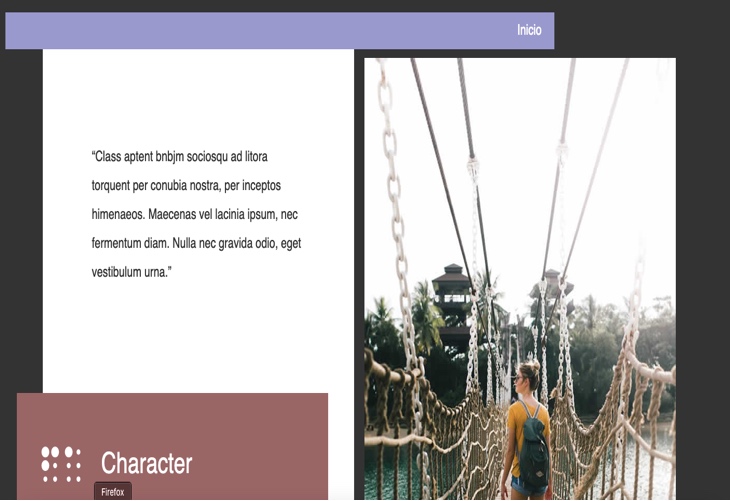 Inicio
“Class aptent bnbjm sociosqu ad litora
torquent per conubia nostra, per inceptos
himenaeos. Maecenas vel lacinia ipsum, nec
fermentum diam. Nulla nec gravida odio, eget
vestibulum urna.”
Character
Firefox